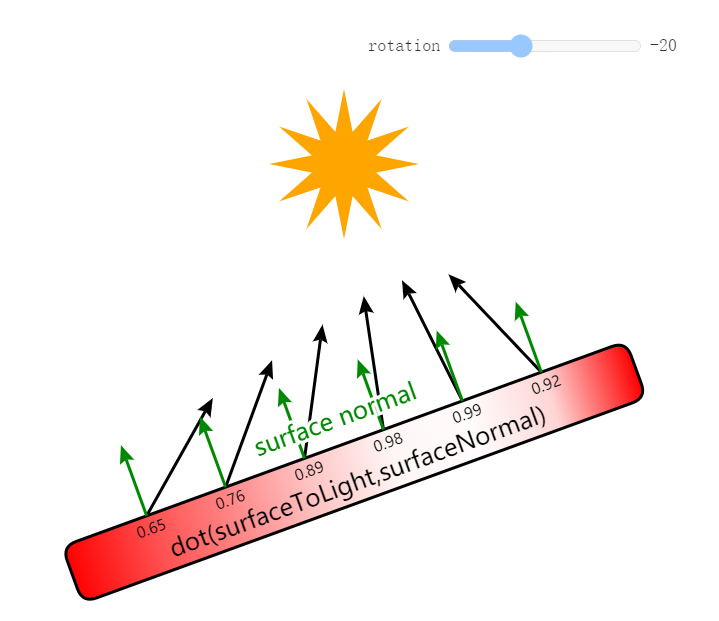 rotation -20
surface normal
0.92
0.99
0.98
0.89
0.76
0.65
dot(surfaceToLight,surfaceNormal)